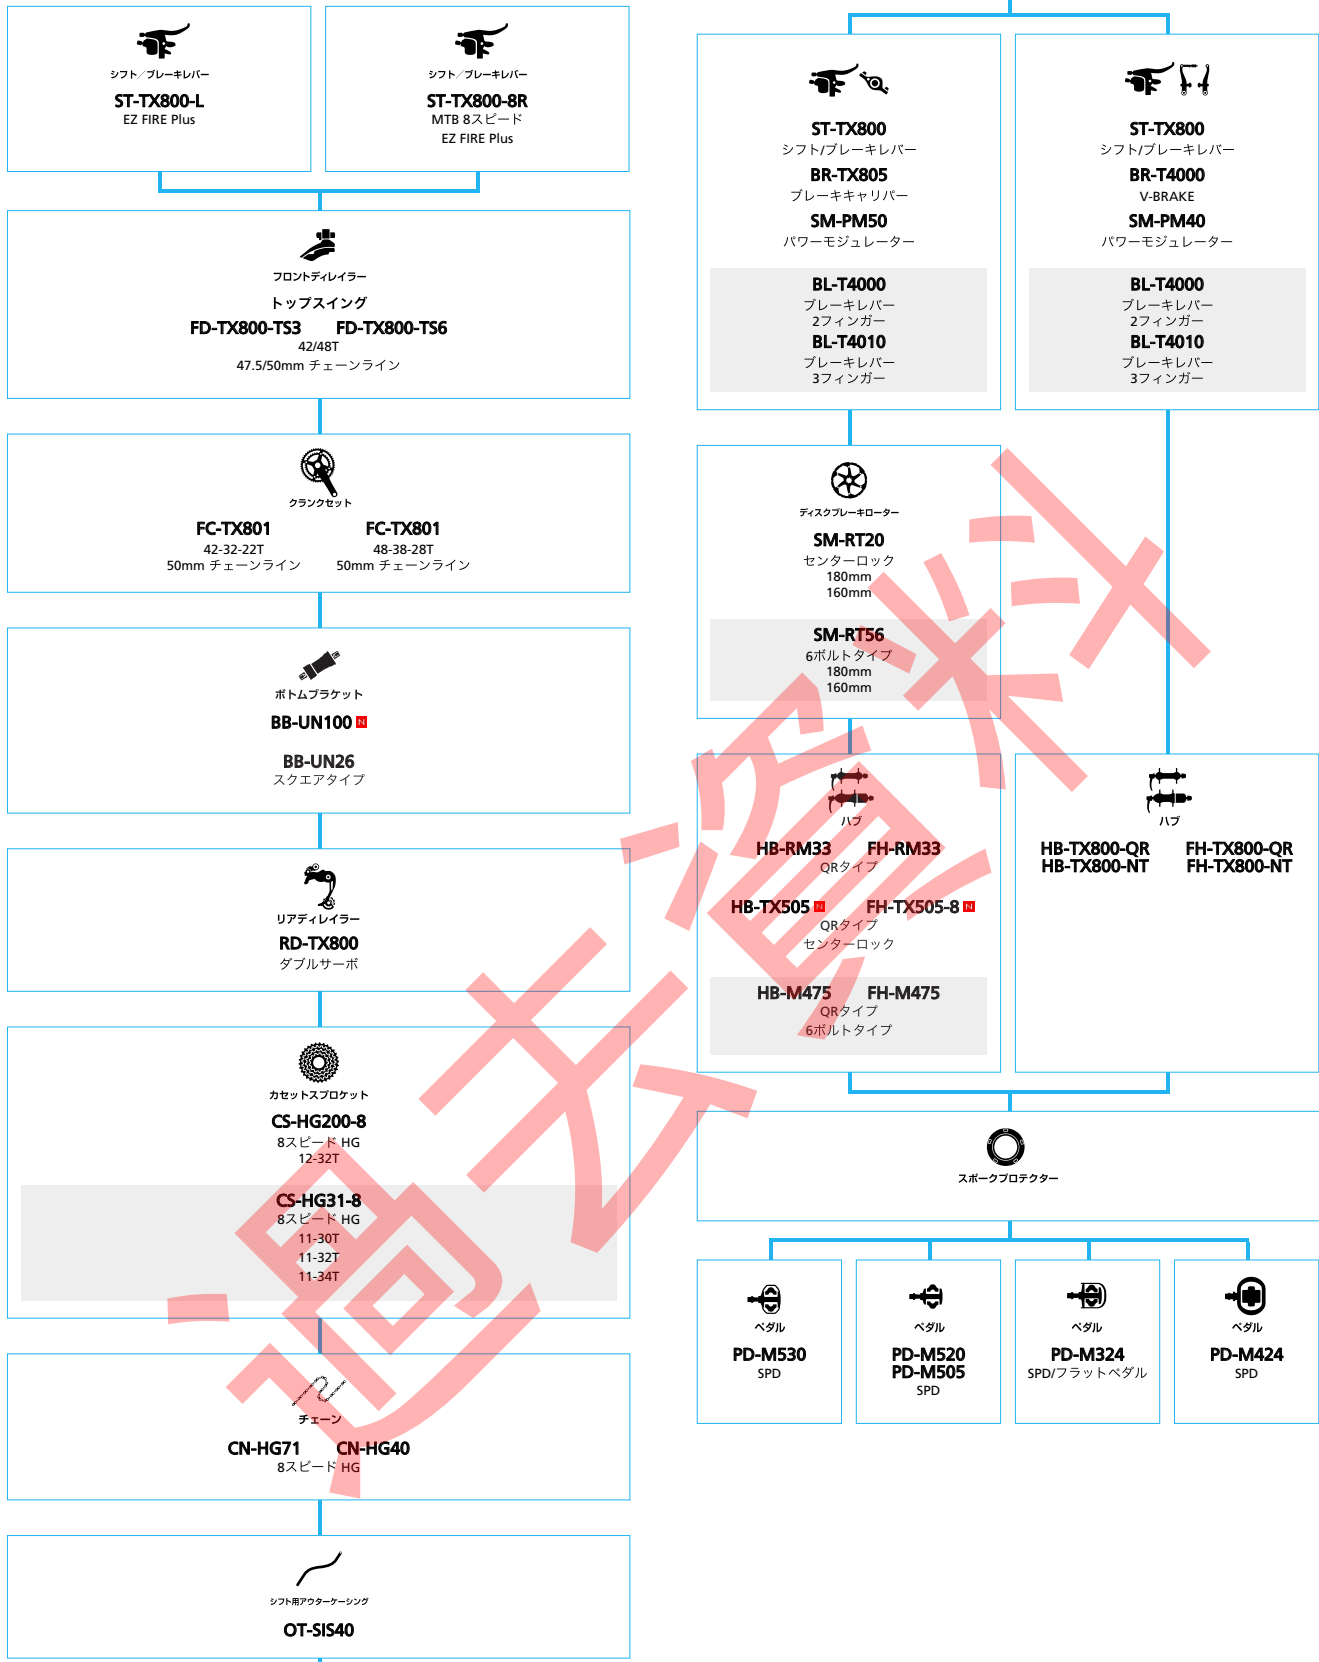 シフト／ブレーキレバー
ST-TX800-L
EZ FIRE Plus
シフト／ブレーキレバー
ST-TX800-8R
MTB 8スピード
EZ FIRE Plus
フロントディレイラー
トップスイング
FD-TX800-TS3 FD-TX800-TS6
42/48T
47.5/50mm チェーンライン
クランクセット
FC-TX801 FC-TX801
42-32-22T 48-38-28T
50mm チェーンライン 50mm チェーンライン
ボトムブラケット
BB-UN100 N
BB-UN26
スクエアタイプ
リアディレイラー
RD-TX800
ダブルサーボ
カセットスプロケット
CS-HG200-8
8スピード HG
12-32T
CS-HG31-8
8スピード HG
11-30T
11-32T
11-34T
チェーン
CN-HG71 CN-HG40
8スピード HG
シフト用アウターケーシング
OT-SIS40
ST-TX800
シフト/ブレーキレバー
BR-TX805
ブレーキキャリパー
SM-PM50
パワーモジュレーター
BL-T4000
ブレーキレバー
2フィンガー
BL-T4010
ブレーキレバー
3フィンガー
ST-TX800
シフト/ブレーキレバー
BR-T4000
V-BRAKE
SM-PM40
パワーモジュレーター
BL-T4000
ブレーキレバー
2フィンガー
BL-T4010
ブレーキレバー
3フィンガー
ディスクブレーキローター
SM-RT20
センターロック
180mm
160mm
SM-RT56
6ボルトタイプ
180mm
160mm
ハブ
HB-RM33 FH-RM33
QRタイプ
HB-TX505 N FH-TX505-8 N
QRタイプ
センターロック
HB-M475 FH-M475
QRタイプ
6ボルトタイプ
ハブ
HB-TX800-QR FH-TX800-QR
HB-TX800-NT FH-TX800-NT
スポークプロテクター
ペダル
PD-M530
SPD
ペダル
PD-M520
PD-M505
SPD
ペダル
PD-M324
SPD/フラットペダル
ペダル
PD-M424
SPD
過去資料